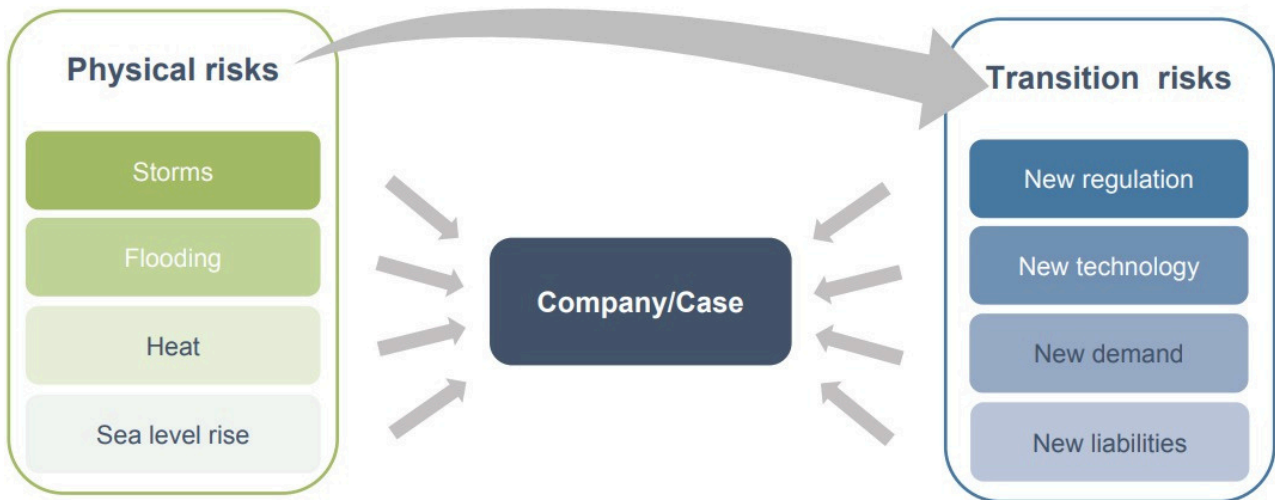 Physical risks
Storms
Flooding
Heat
Sea level rise
Company/Case
Transition risks
New regulation
New technology
New demand
New liabilities